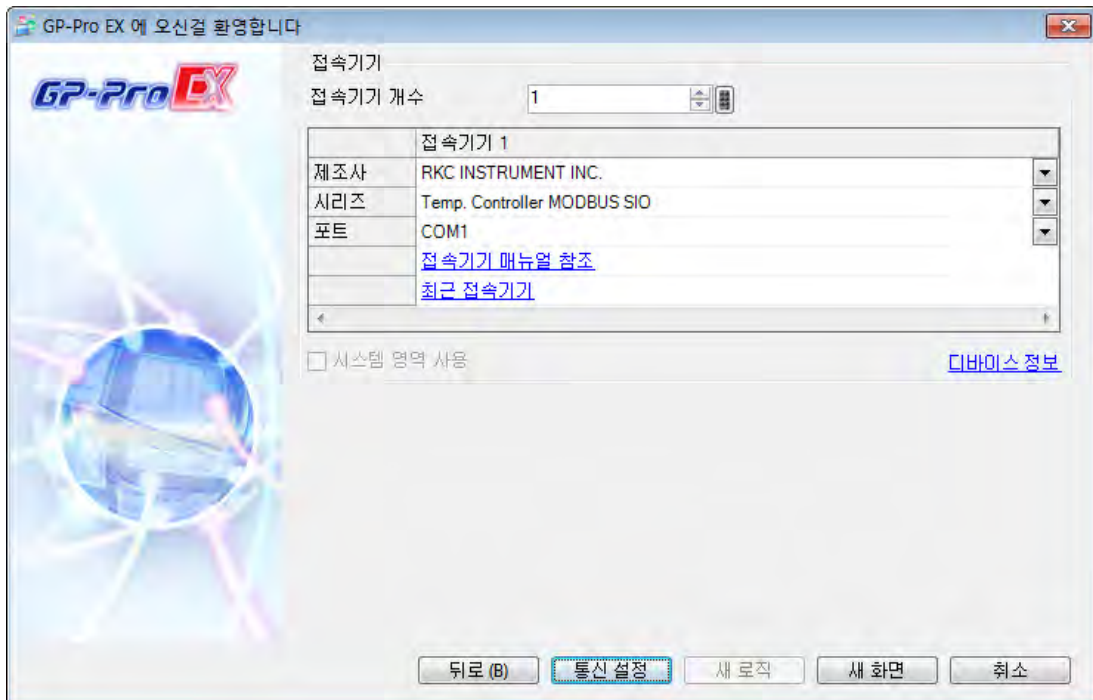 GP-Pro EX 에 오신걸 환영합니다
GP-Pro EX
접속기기
접속기기 개수 1
접속기기 1
제조사 RKC INSTRUMENT INC.
시리즈 Temp. Controller MODBUS SIO
포트 COM1
접속기기 매뉴얼 참조
최근 접속기기
시스템 영역 사용 디바이스 정보
뒤로 (B) 통신 설정 새 로직 새 화면 취소